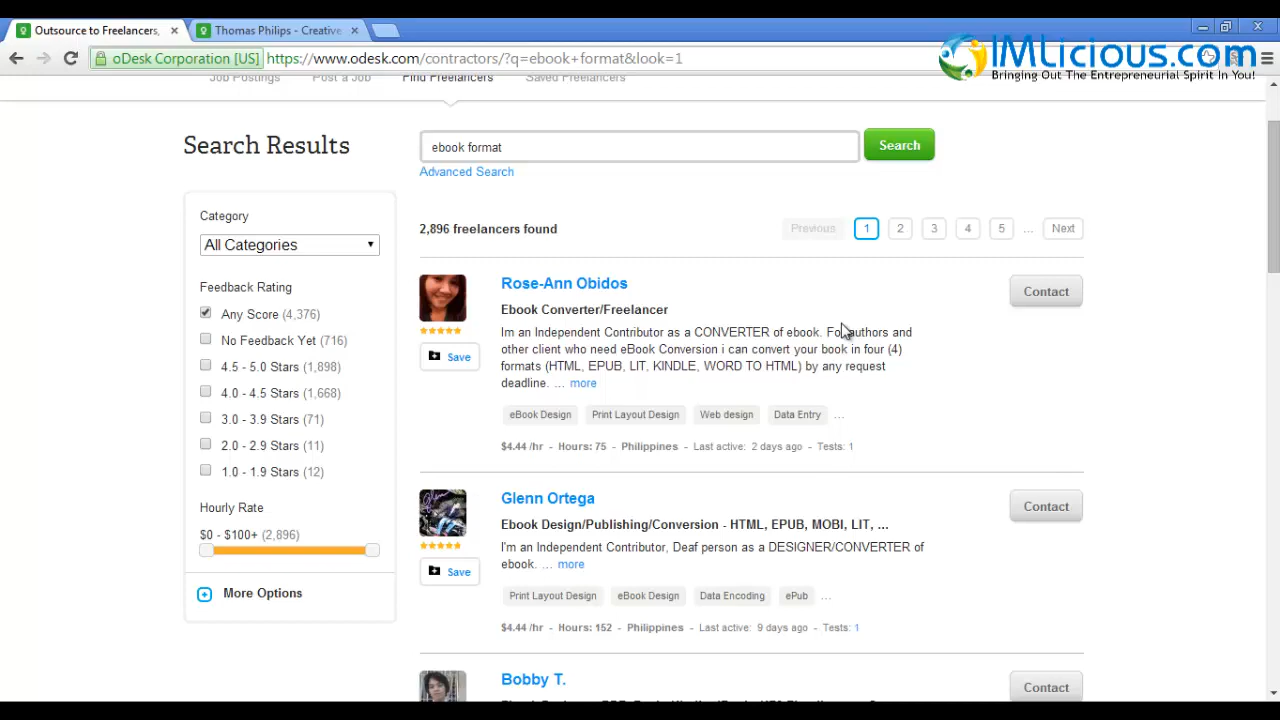 Outsource to Freelancers,
Thomas Philips - Creative
oDesk Corporation [US]
https://www.odesk.com/contractors/?q=ebook+format&look=1
IMLicious.com
Bringing Out The Entrepreneurial Spirit In You!
Job Postings
Post a Job
Find Freelancers
Saved Freelancers
Search Results
ebook format
Search
Advanced Search
Category
All Categories
Feedback Rating
Any Score (4,376)
No Feedback Yet (716)
4.5 - 5.0 Stars (1,898)
4.0 - 4.5 Stars (1,668)
3.0 - 3.9 Stars (71)
2.0 - 2.9 Stars (11)
1.0 - 1.9 Stars (12)
Hourly Rate
$0 - $100+ (2,896)
More Options
2,896 freelancers found
Previous 1 2 3 4 5 ... Next
Rose-Ann Obidos
Contact
Ebook Converter/Freelancer
Im an Independent Contributor as a CONVERTER of ebook. For authors and
other client who need eBook Conversion i can convert your book in four (4)
formats (HTML, EPUB, LIT, KINDLE, WORD TO HTML) by any request
deadline. ... more
Save
eBook Design Print Layout Design Web design Data Entry ...
$4.44 /hr - Hours: 75 - Philippines - Last active: 2 days ago - Tests: 1
Glenn Ortega
Contact
Ebook Design/Publishing/Conversion - HTML, EPUB, MOBI, LIT, ...
I'm an Independent Contributor, Deaf person as a DESIGNER/CONVERTER of
ebook. ... more
Save
Print Layout Design eBook Design Data Encoding ePub ...
$4.44 /hr - Hours: 152 - Philippines - Last active: 9 days ago - Tests: 1
Bobby T.
Contact